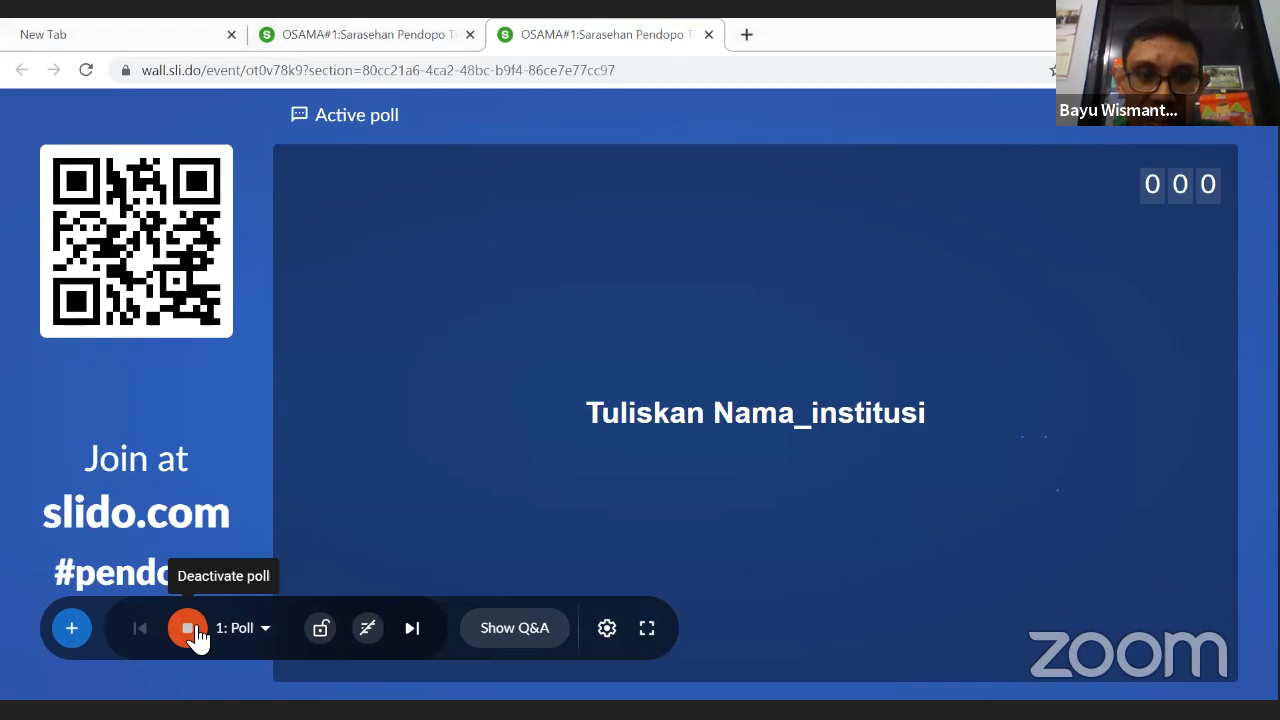 New Tab
OSAMA#1:Sarasehan Pendopo T
OSAMA#1:Sarasehan Pendopo T
wall.sli.do/event/ot0v78k9?section=80cc21a6-4ca2-48bc-b9f4-86ce7e77cc97
Bayu Wismant...
Active poll
0 0 0
Tuliskan Nama_institusi
Join at
slido.com
#pendo
Deactivate poll
1: Poll
Show Q&A
zoom